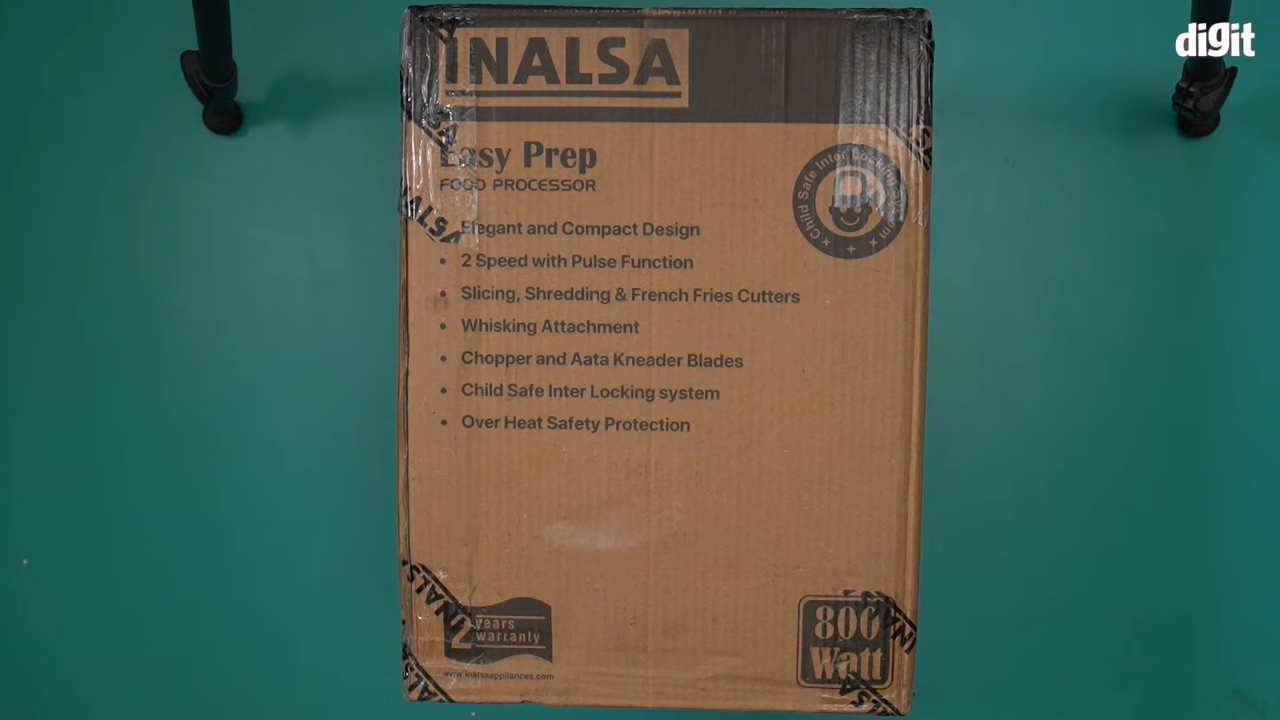 digit
INALSA
Easy Prep
FOOD PROCESSOR
Child Safe Inter Locking System
• Elegant and Compact Design
• 2 Speed with Pulse Function
• Slicing, Shredding & French Fries Cutters
• Whisking Attachment
• Chopper and Aata Kneader Blades
• Child Safe Inter Locking system
• Over Heat Safety Protection
2 years
warranty
www.inalsaappliances.com
800
Watt
INALSA